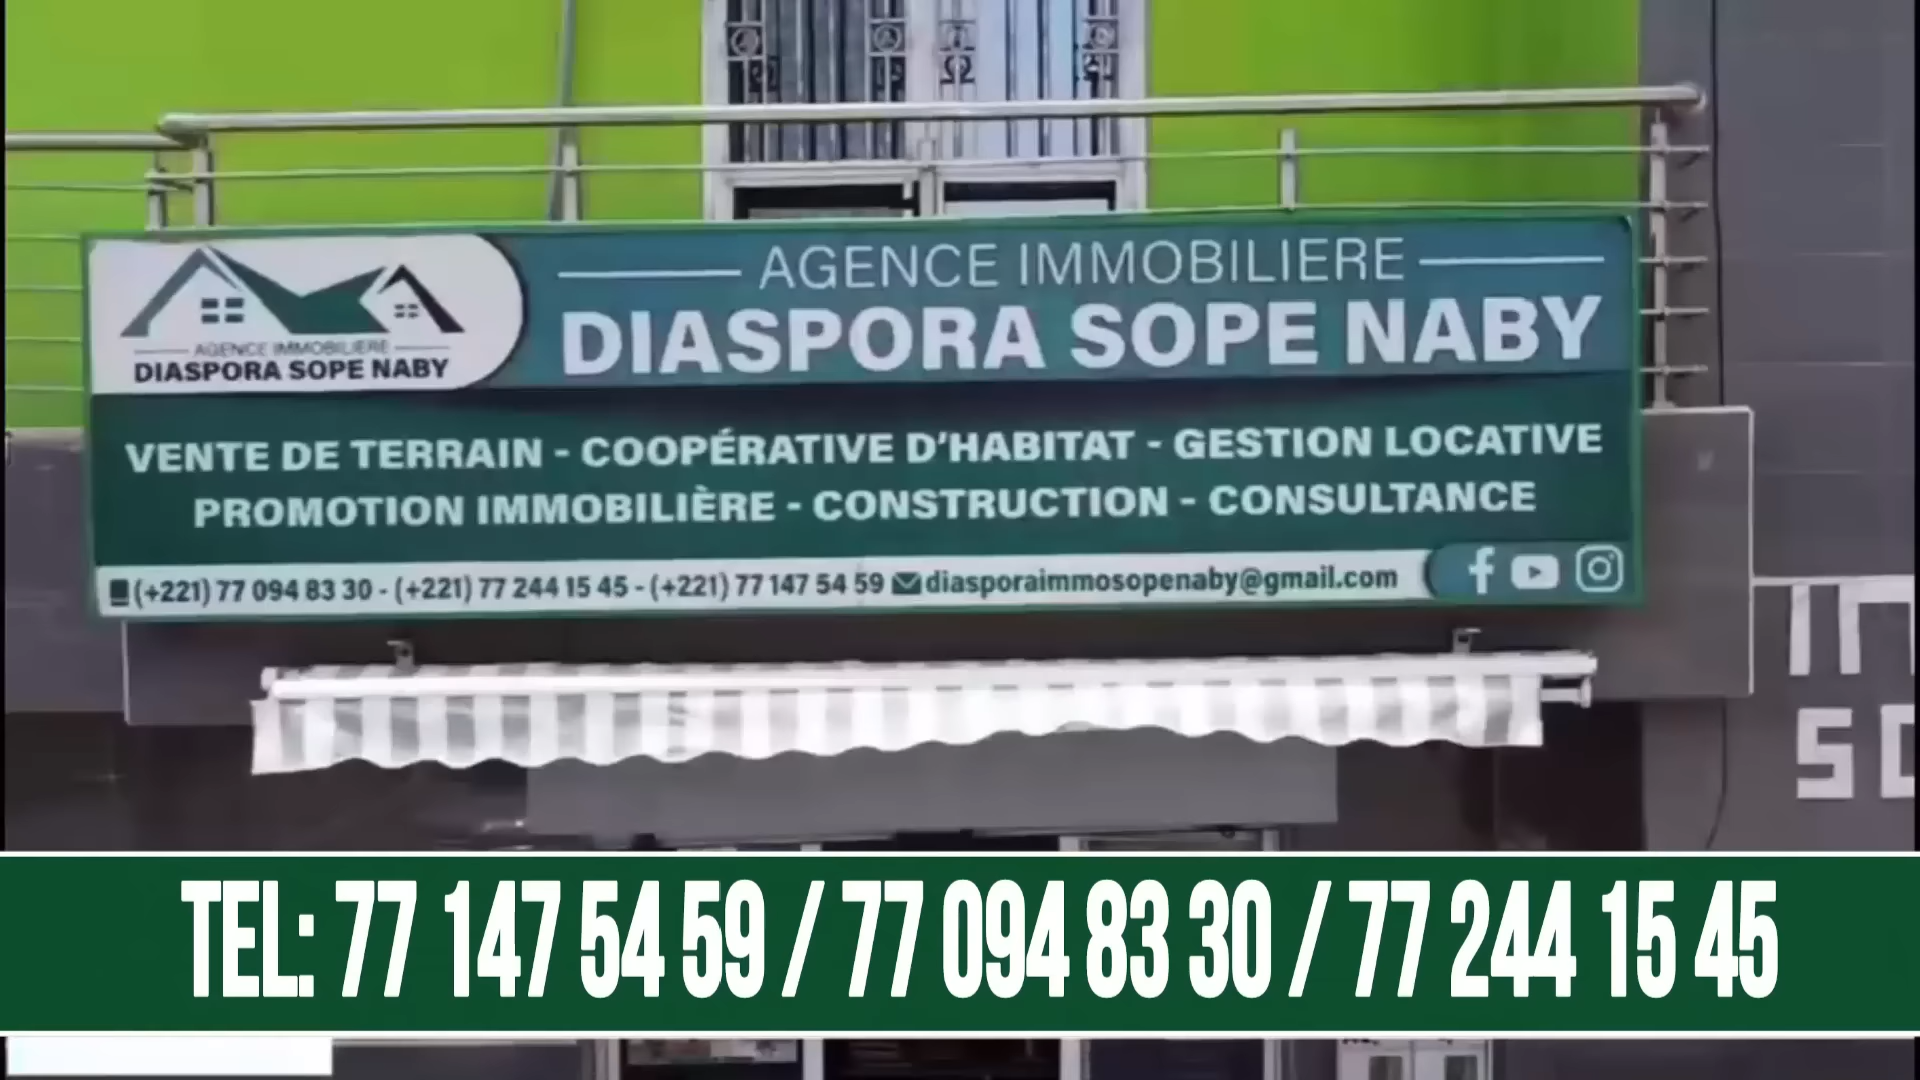 AGENCE IMMOBILIERE
DIASPORA SOPE NABY
AGENCE IMMOBILIERE
DIASPORA SOPE NABY
VENTE DE TERRAIN - COOPÉRATIVE D'HABITAT - GESTION LOCATIVE
PROMOTION IMMOBILIÈRE - CONSTRUCTION - CONSULTANCE
(+221) 77 094 83 30 - (+221) 77 244 15 45 - (+221) 77 147 54 59 diasporaimmosopenaby@gmail.com
TEL: 77 147 54 59 / 77 094 83 30 / 77 244 15 45